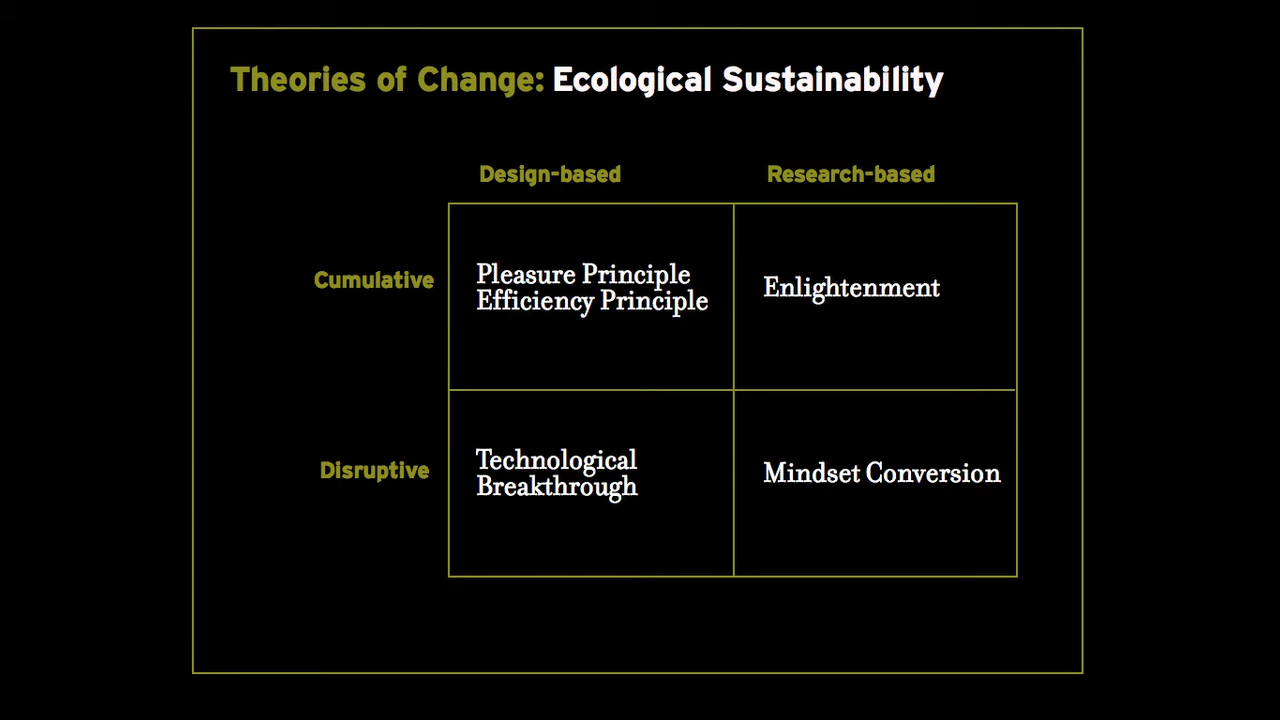 Theories of Change: Ecological Sustainability
Design-based
Research-based
Cumulative
Pleasure Principle
Efficiency Principle
Enlightenment
Disruptive
Technological
Breakthrough
Mindset Conversion